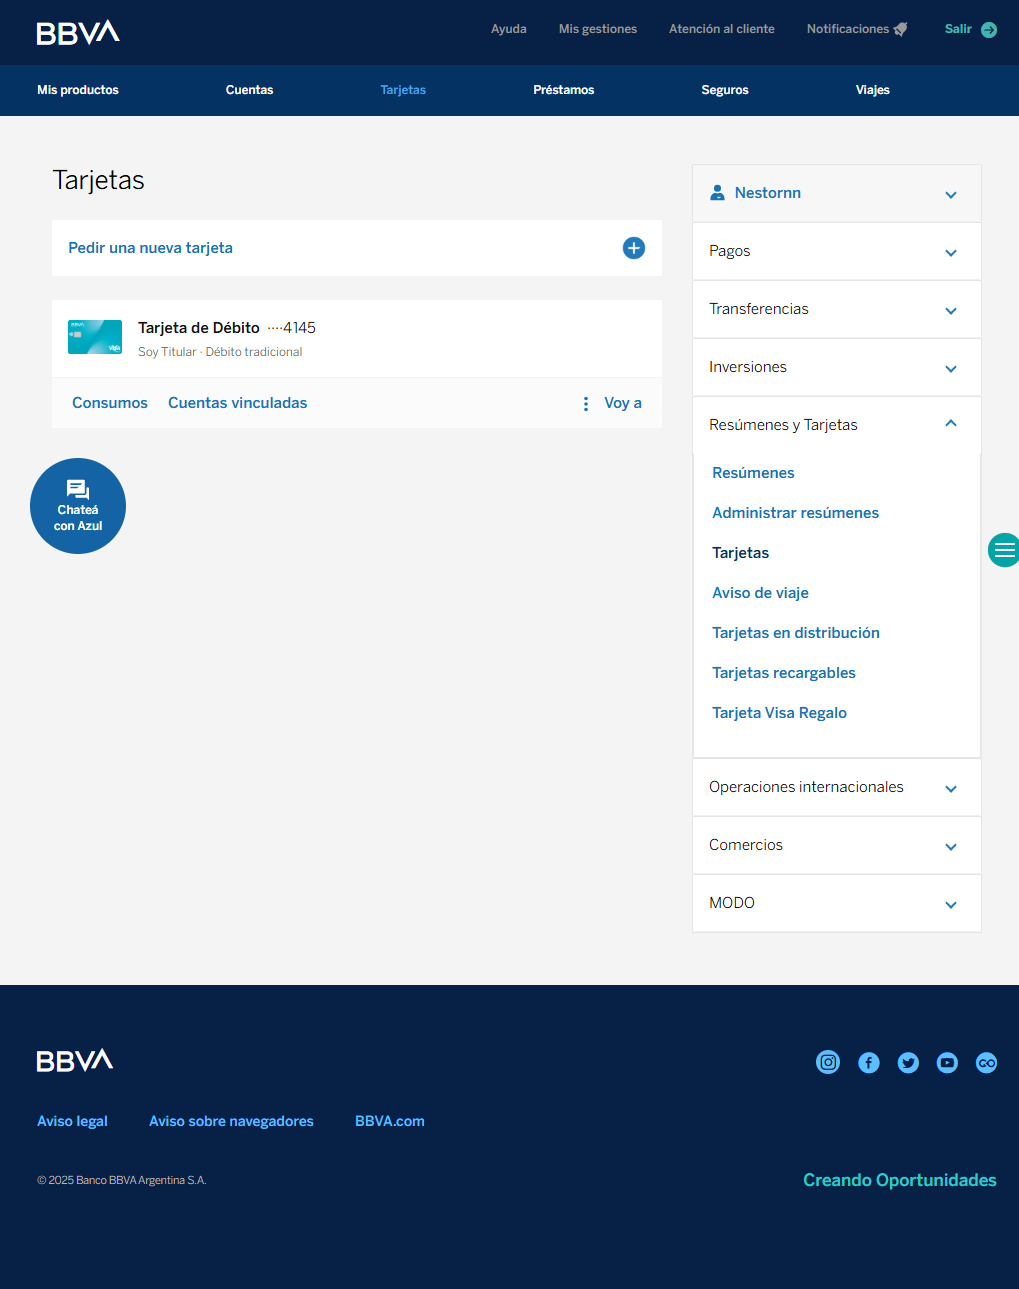 BBVA
Ayuda
Mis gestiones
Atención al cliente
Notificaciones
Salir
Mis productos
Cuentas
Tarjetas
Préstamos
Seguros
Viajes
Tarjetas
Pedir una nueva tarjeta
BBVA
VISA
Tarjeta de Débito ····4145
Soy Titular · Débito tradicional
Consumos
Cuentas vinculadas
Voy a
Chateá
con Azul
Nestornn
Pagos
Transferencias
Inversiones
Resúmenes y Tarjetas
Resúmenes
Administrar resúmenes
Tarjetas
Aviso de viaje
Tarjetas en distribución
Tarjetas recargables
Tarjeta Visa Regalo
Operaciones internacionales
Comercios
MODO
BBVA
Aviso legal
Aviso sobre navegadores
BBVA.com
© 2025 Banco BBVA Argentina S.A.
Creando Oportunidades